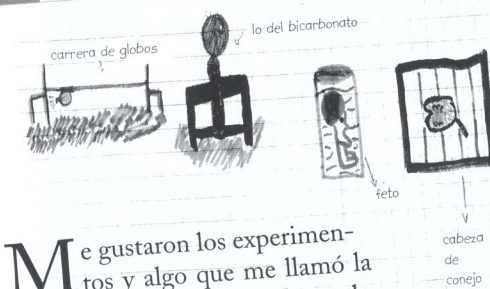 carrera de globos
lo del bicarbonato
feto
cabeza
de
conejo
Me gustaron los experimen-
tos y algo que me llamó la